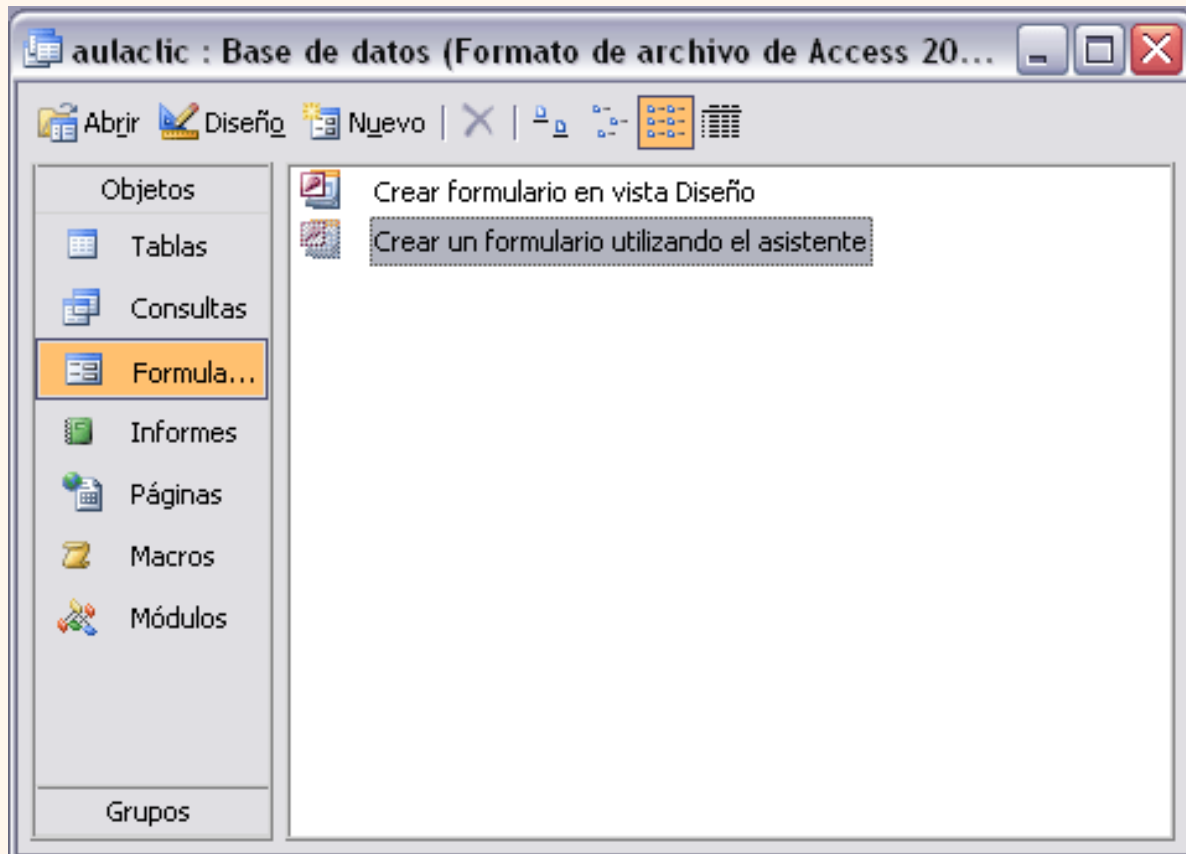 aulaclic : Base de datos (Formato de archivo de Access 20...
Abrir Diseño Nuevo
Objetos
Tablas
Consultas
Formula...
Informes
Páginas
Macros
Módulos
Grupos
Crear formulario en vista Diseño
Crear un formulario utilizando el asistente